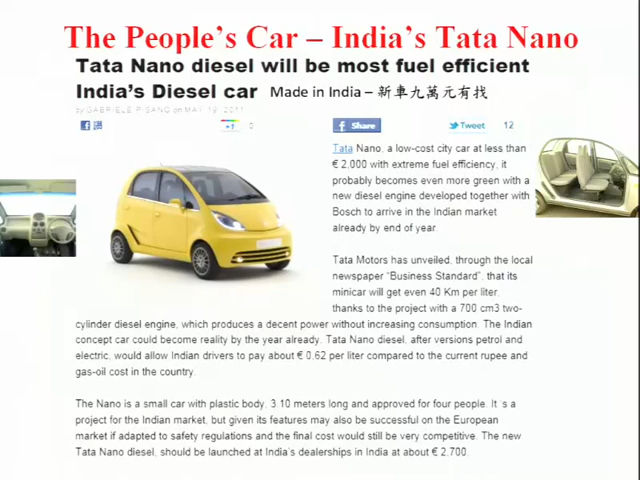 The People's Car – India's Tata Nano
Tata Nano diesel will be most fuel efficient
India's Diesel car Made in India – 新車九萬元有找
by GABRIELE PISANO on MAY 19, 2011
+1 0
Share
Tweet 12
Tata Nano, a low-cost city car at less than
€ 2,000 with extreme fuel efficiency, it
probably becomes even more green with a
new diesel engine developed together with
Bosch to arrive in the Indian market
already by end of year.
Tata Motors has unveiled, through the local
newspaper "Business Standard", that its
minicar will get even 40 Km per liter,
thanks to the project with a 700 cm3 two-
cylinder diesel engine, which produces a decent power without increasing consumption. The Indian
concept car could become reality by the year already. Tata Nano diesel, after versions petrol and
electric, would allow Indian drivers to pay about € 0,62 per liter compared to the current rupee and
gas-oil cost in the country.
The Nano is a small car with plastic body, 3.10 meters long and approved for four people. It 's a
project for the Indian market, but given its features may also be successful on the European
market if adapted to safety regulations and the final cost would still be very competitive. The new
Tata Nano diesel, should be launched at India's dealerships in India at about € 2,700.